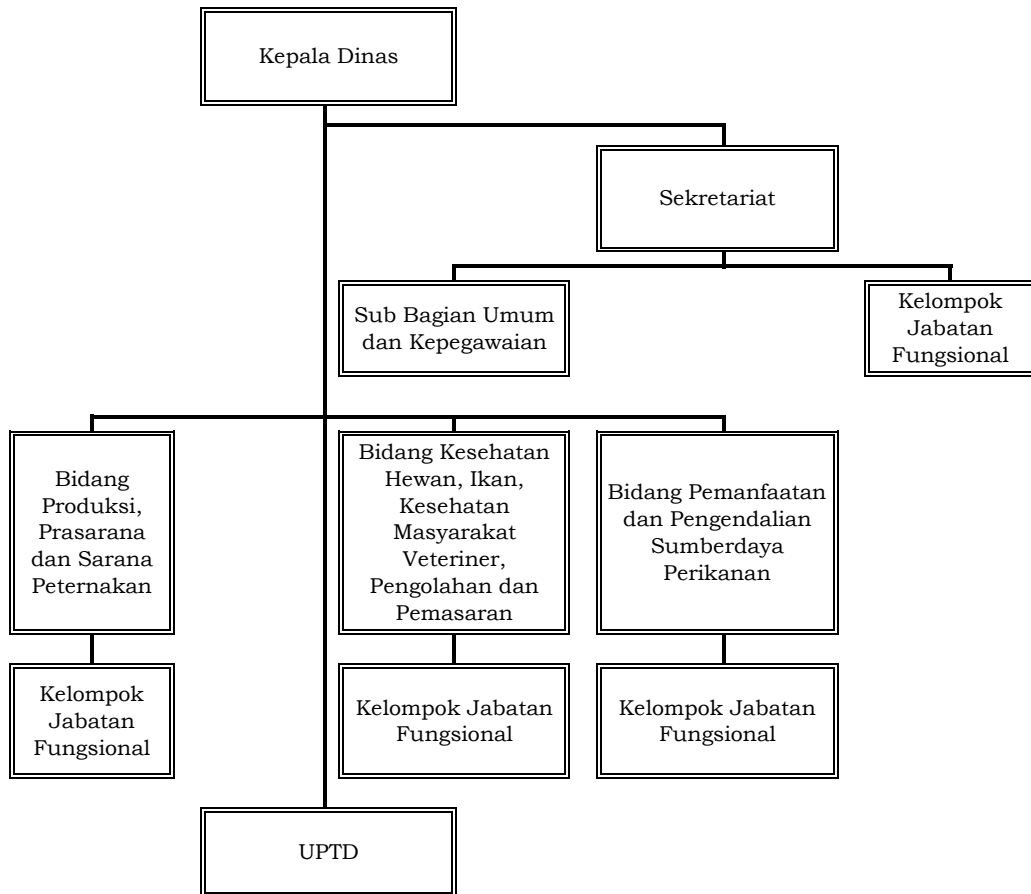 Kepala Dinas
Sekretariat
Sub Bagian Umum
dan Kepegawaian
Kelompok
Jabatan
Fungsional
Bidang
Produksi,
Prasarana
dan Sarana
Peternakan
Bidang Kesehatan
Hewan, Ikan,
Kesehatan
Masyarakat
Veteriner,
Pengolahan dan
Pemasaran
Bidang Pemanfaatan
dan Pengendalian
Sumberdaya
Perikanan
Kelompok
Jabatan
Fungsional
Kelompok Jabatan
Fungsional
Kelompok Jabatan
Fungsional
UPTD